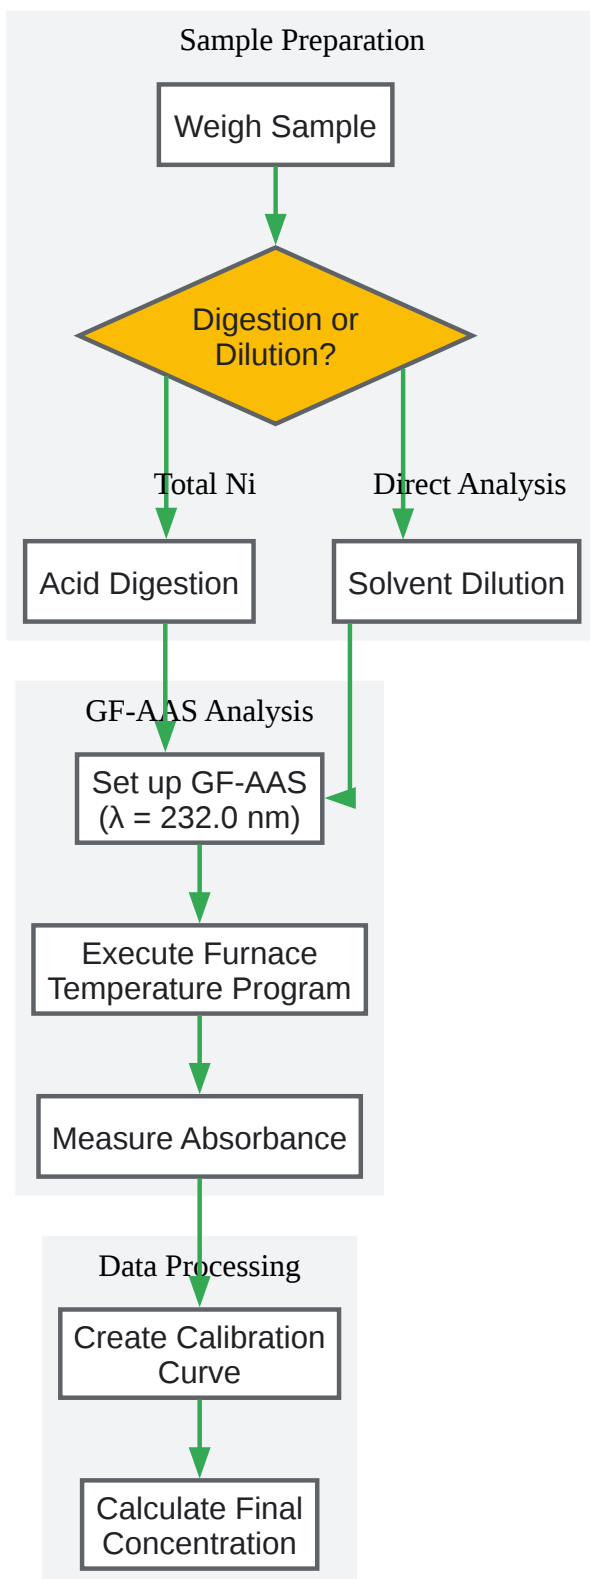 Sample Preparation
Weigh Sample
Digestion or
Dilution?
Total Ni
Direct Analysis
Acid Digestion
Solvent Dilution
GF-AAS Analysis
Set up GF-AAS
(λ = 232.0 nm)
Execute Furnace
Temperature Program
Measure Absorbance
Data Processing
Create Calibration
Curve
Calculate Final
Concentration